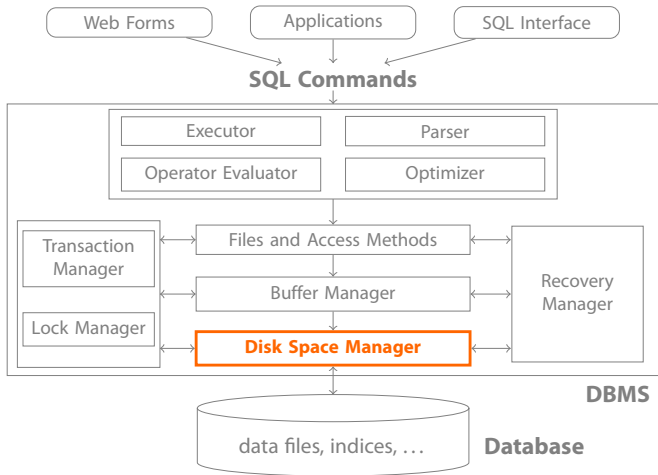 Web Forms
Applications
SQL Interface
SQL Commands
Executor
Parser
Operator Evaluator
Optimizer
Transaction
Manager
Lock Manager
Files and Access Methods
Buffer Manager
Disk Space Manager
Recovery
Manager
DBMS
data files, indices, …
Database